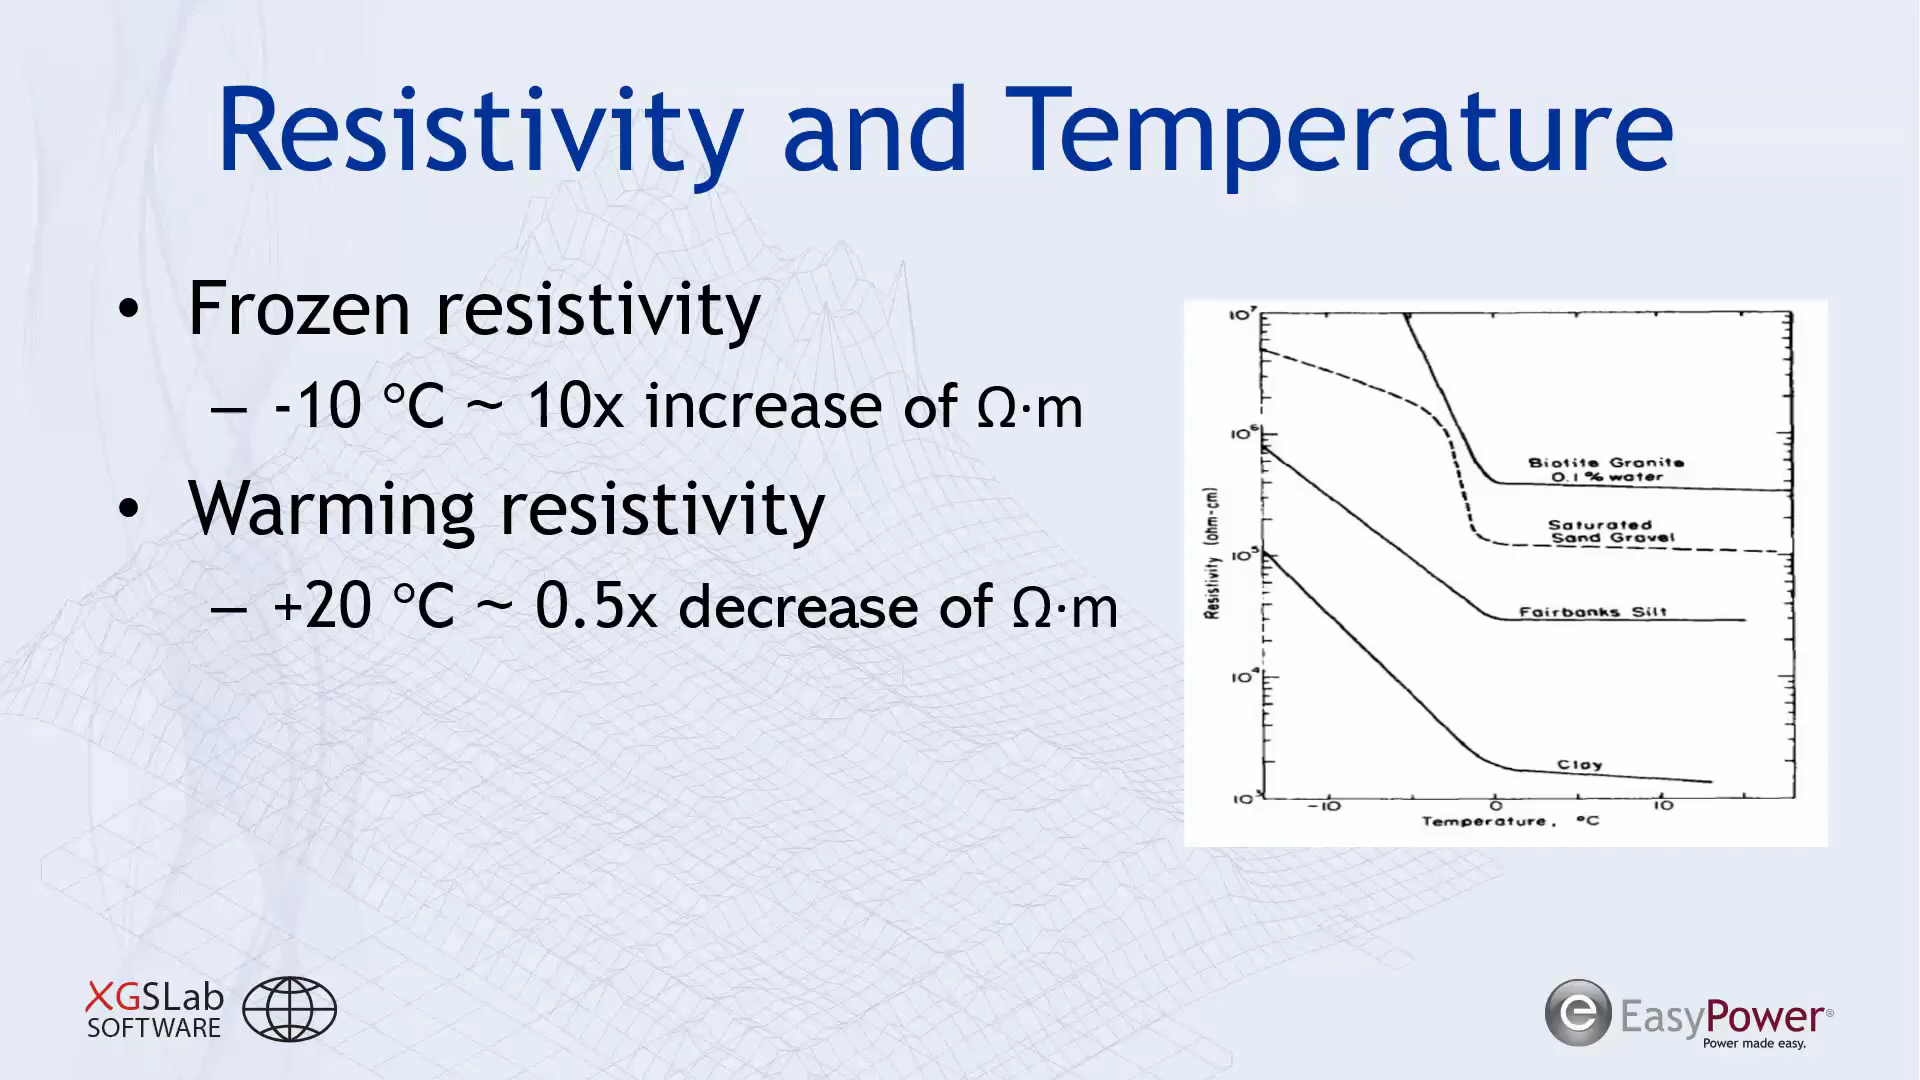 Resistivity and Temperature
• Frozen resistivity
– -10 °C ~ 10x increase of Ω·m
• Warming resistivity
– +20 °C ~ 0.5x decrease of Ω·m
10⁷
10⁶
10⁵
10⁴
10³
Resistivity (ohm-cm)
Biotite Granite
0.1% water
Saturated
Sand Gravel
Fairbanks Silt
Clay
-10
0
10
Temperature, °C
XGSLab
SOFTWARE
e
EasyPower®
Power made easy.